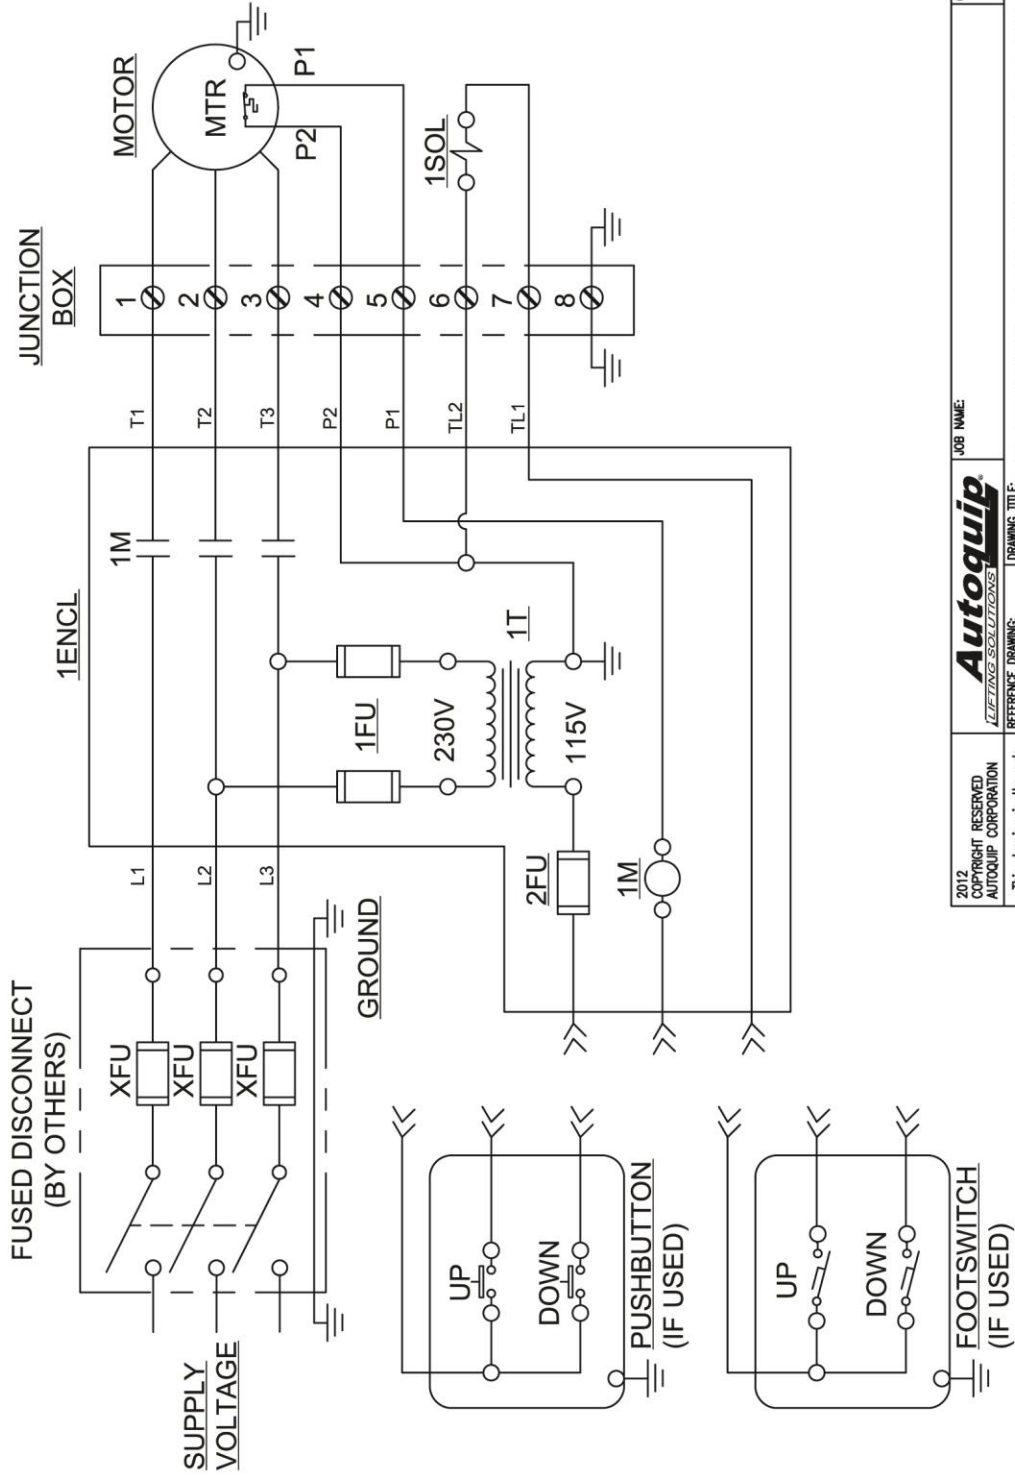 FUSED DISCONNECT
(BY OTHERS)
SUPPLY
VOLTAGE
XFU
XFU
XFU
GROUND
L1
L2
L3
1ENCL
1M
1FU
230V
1T
115V
2FU
1M
T1
T2
T3
P2
P1
TL2
TL1
JUNCTION
BOX
1
2
3
4
5
6
7
8
MOTOR
MTR
P2
P1
1SOL
UP
DOWN
PUSHBUTTON
(IF USED)
UP
DOWN
FOOTSWITCH
(IF USED)
2012
COPYRIGHT RESERVED
AUTOQUIP CORPORATION
Autoquip®
LIFTING SOLUTIONS
JOB NAME:
REFERENCE DRAWING:
DRAWING TITLE: